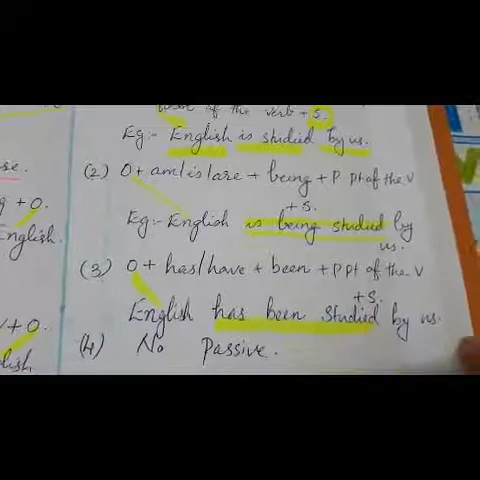 form of the verb + S.
Eg:- English is studied by us.
(2) O + am/is/are + being + P pt of the V
+ S.
Eg:- English is being studied by
us.
(3) O + has/have + been + P pt of the V
+ S.
English has been studied by us.
(4) No Passive.
se.
+ O.
English.
+ O.
lish